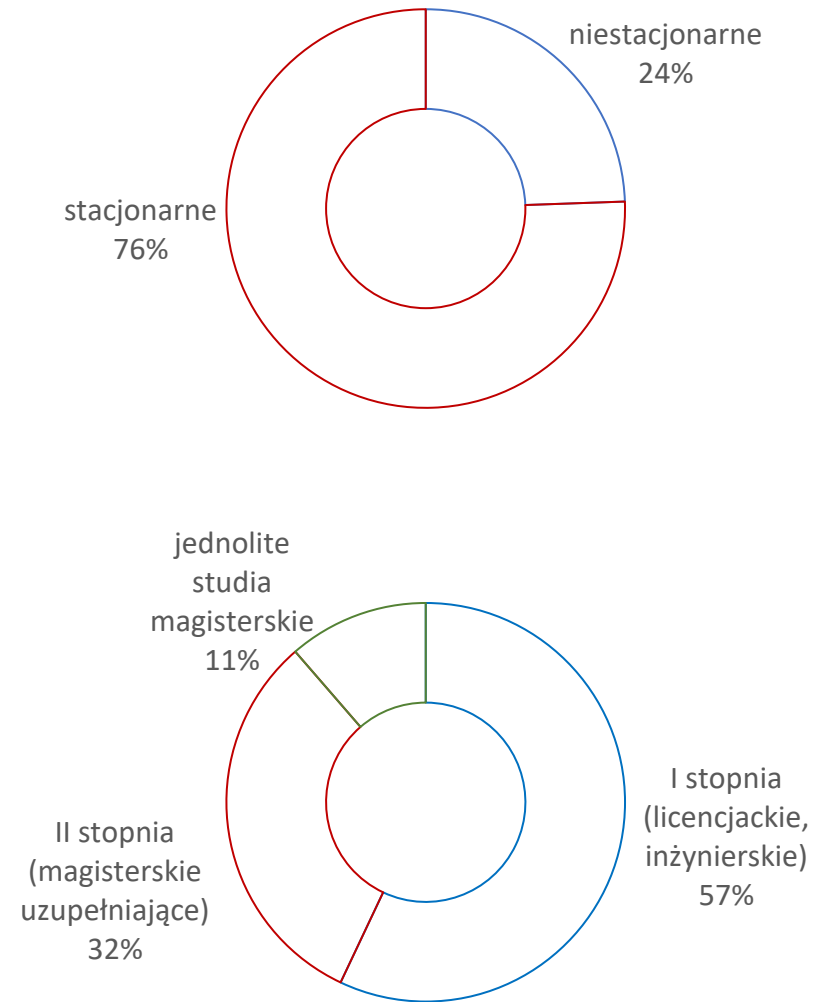 niestacjonarne
24%
stacjonarne
76%
jednolite
studia
magisterskie
11%
I stopnia
(licencjackie,
inżynierskie)
57%
II stopnia
(magisterskie
uzupełniające)
32%